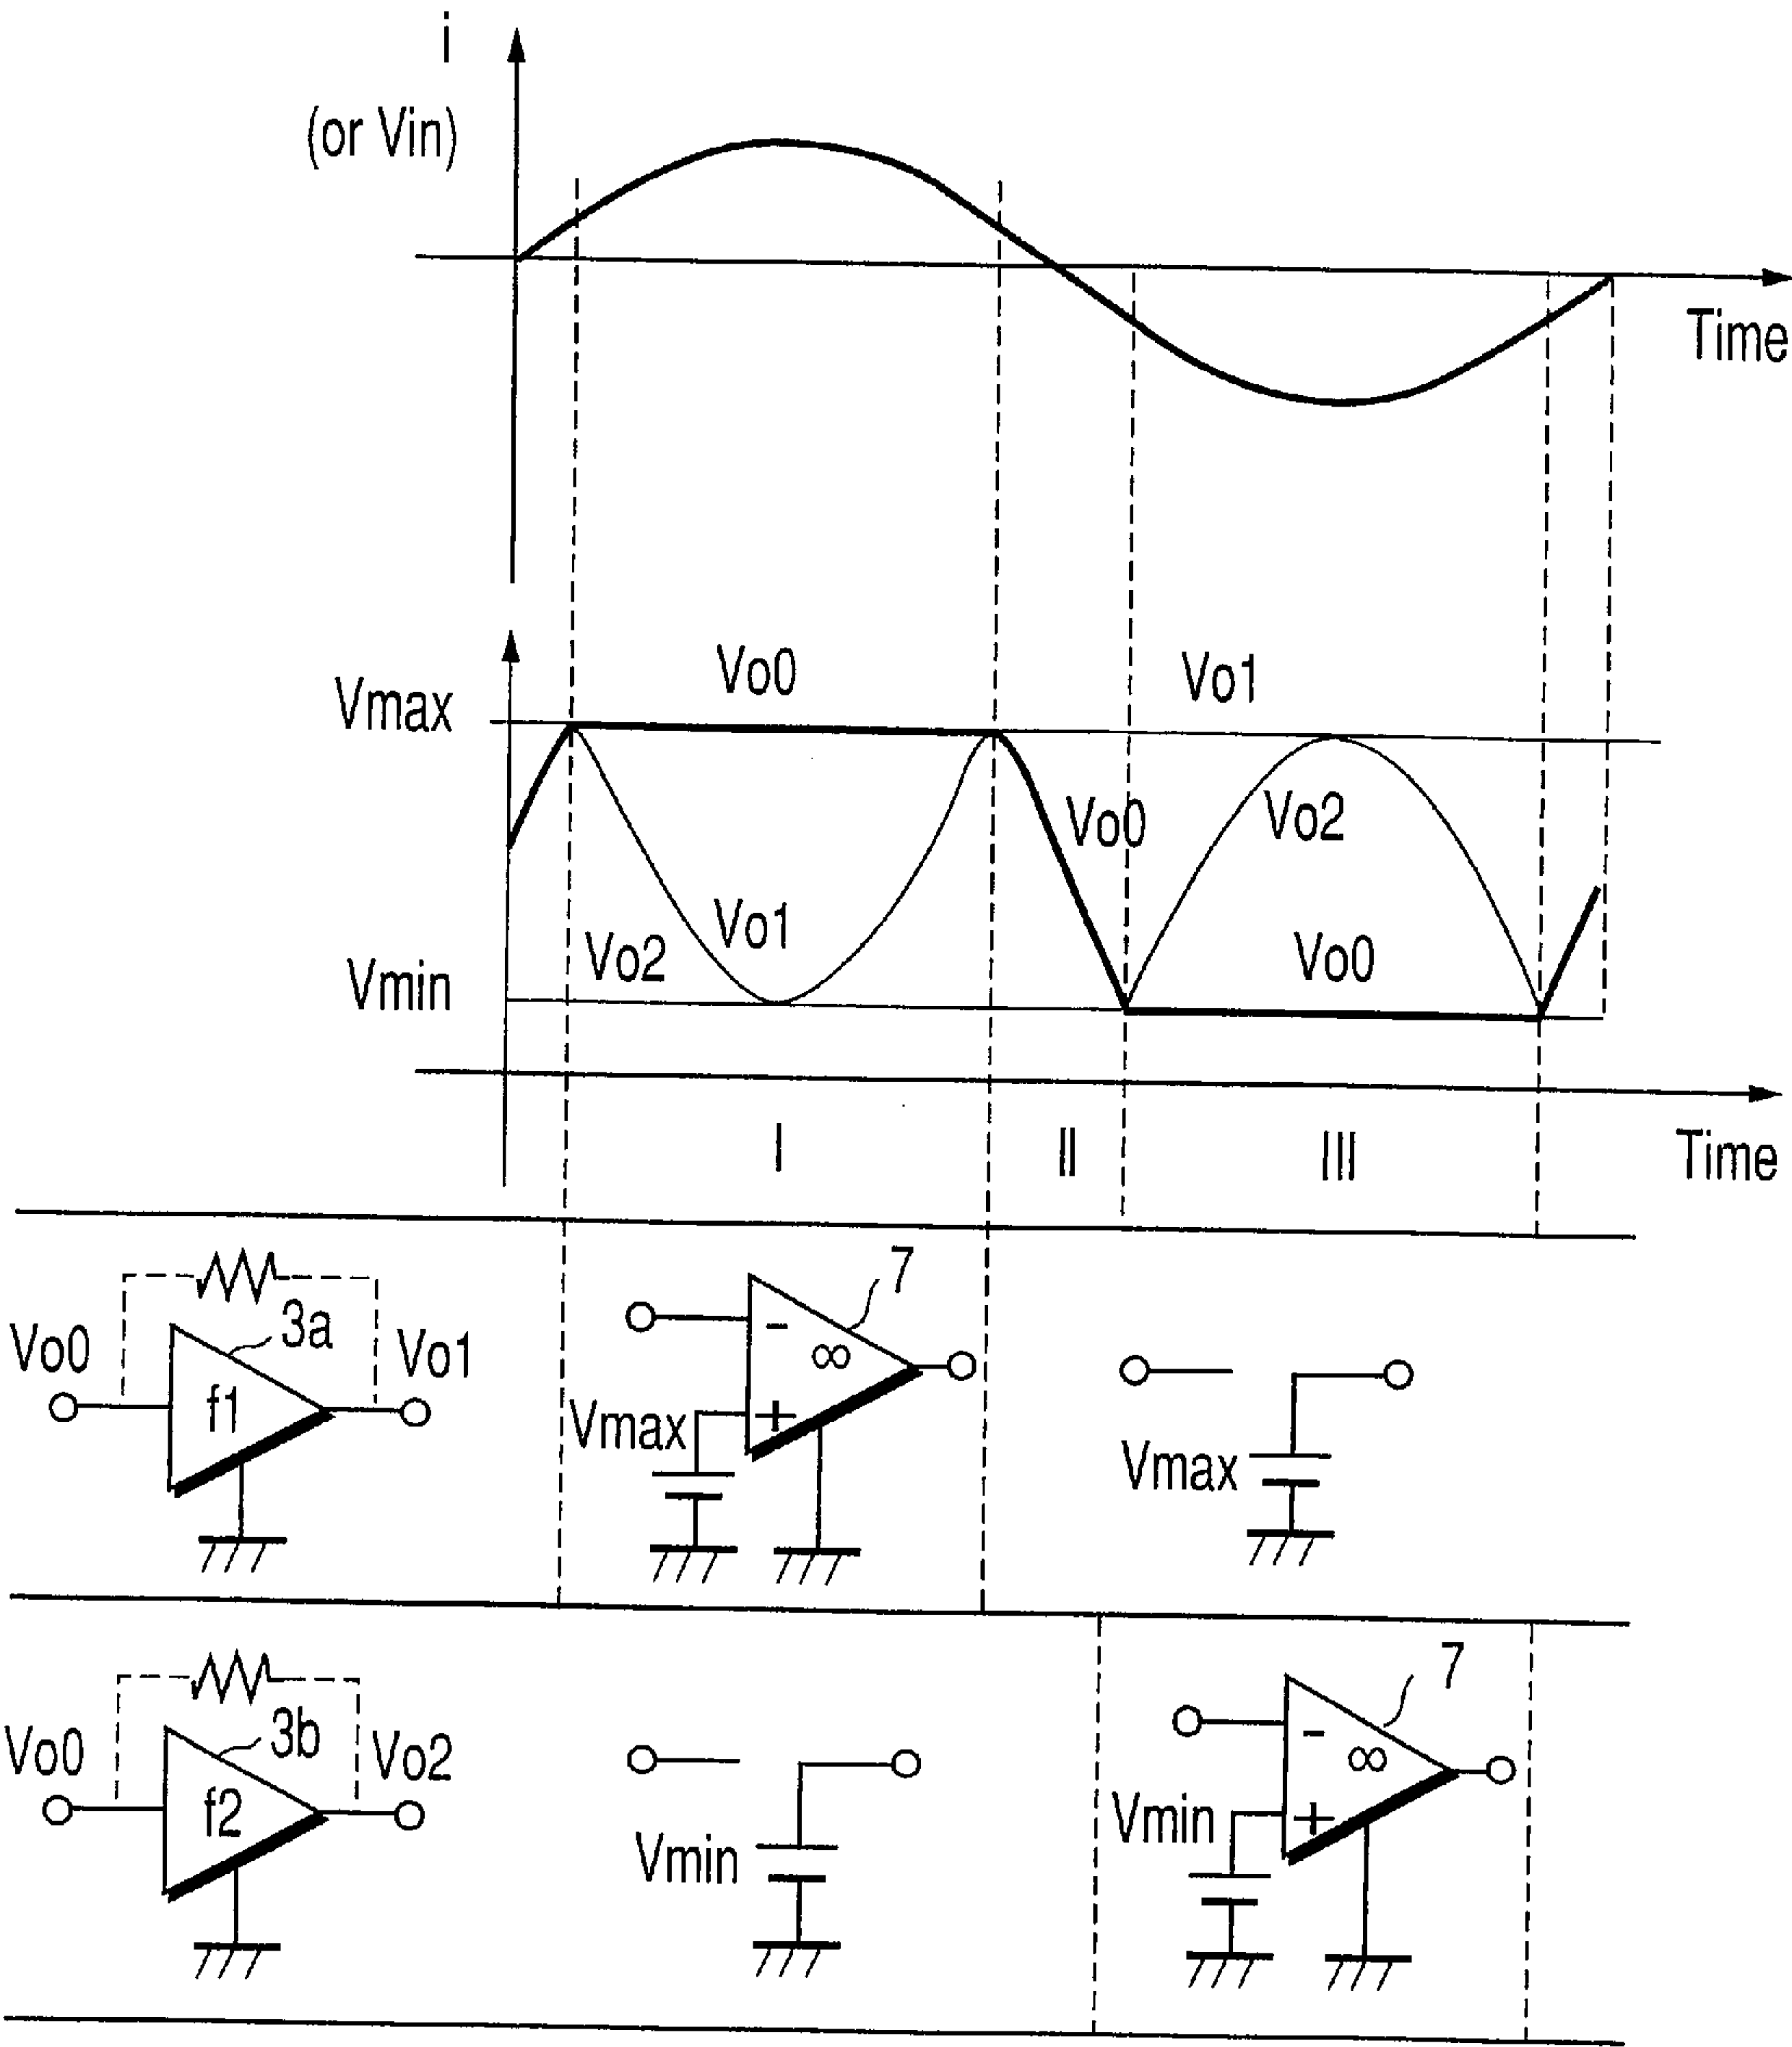 i
(or Vin)
Time
Vo0
Vo1
Vmax
Vo0
Vo2
Vo1
Vo2
Vo0
Vmin
I
II
III
Time
7
3a
Vo0
Vo1
-
∞
f1
Vmax
+
Vmax
7
3b
Vo0
Vo2
-
∞
f2
Vmin
Vmin
+